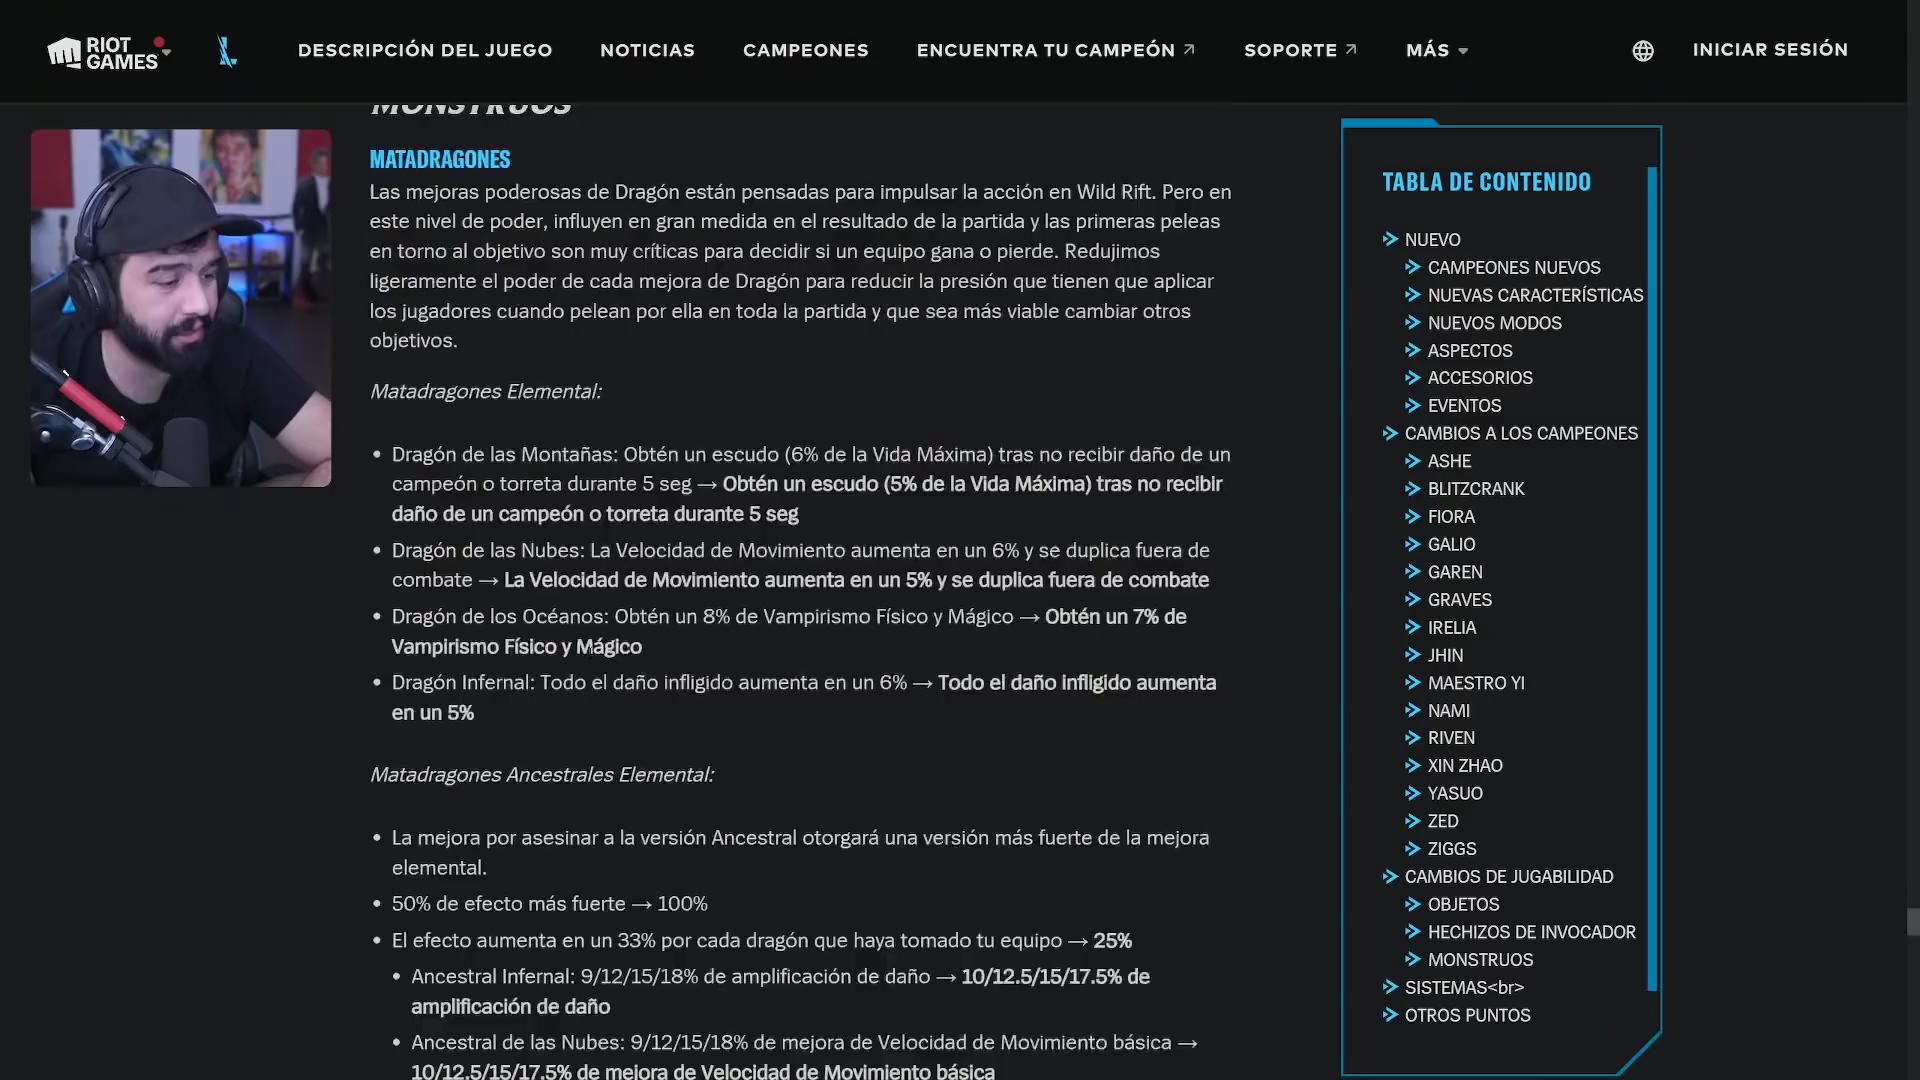 RIOT GAMES
DESCRIPCIÓN DEL JUEGO
NOTICIAS
CAMPEONES
ENCUENTRA TU CAMPEÓN
SOPORTE
MÁS
INICIAR SESIÓN
MONSTRUOS
MATADRAGONES
Las mejoras poderosas de Dragón están pensadas para impulsar la acción en Wild Rift. Pero en
este nivel de poder, influyen en gran medida en el resultado de la partida y las primeras peleas
en torno al objetivo son muy críticas para decidir si un equipo gana o pierde. Redujimos
ligeramente el poder de cada mejora de Dragón para reducir la presión que tienen que aplicar
los jugadores cuando pelean por ella en toda la partida y que sea más viable cambiar otros
objetivos.
Matadragones Elemental:
• Dragón de las Montañas: Obtén un escudo (6% de la Vida Máxima) tras no recibir daño de un
campeón o torreta durante 5 seg → Obtén un escudo (5% de la Vida Máxima) tras no recibir
daño de un campeón o torreta durante 5 seg
• Dragón de las Nubes: La Velocidad de Movimiento aumenta en un 6% y se duplica fuera de
combate → La Velocidad de Movimiento aumenta en un 5% y se duplica fuera de combate
• Dragón de los Océanos: Obtén un 8% de Vampirismo Físico y Mágico → Obtén un 7% de
Vampirismo Físico y Mágico
• Dragón Infernal: Todo el daño infligido aumenta en un 6% → Todo el daño infligido aumenta
en un 5%
Matadragones Ancestrales Elemental:
• La mejora por asesinar a la versión Ancestral otorgará una versión más fuerte de la mejora
elemental.
• 50% de efecto más fuerte → 100%
• El efecto aumenta en un 33% por cada dragón que haya tomado tu equipo → 25%
• Ancestral Infernal: 9/12/15/18% de amplificación de daño → 10/12.5/15/17.5% de
amplificación de daño
• Ancestral de las Nubes: 9/12/15/18% de mejora de Velocidad de Movimiento básica →
10/12.5/15/17.5% de mejora de Velocidad de Movimiento básica
TABLA DE CONTENIDO
NUEVO
CAMPEONES NUEVOS
NUEVAS CARACTERÍSTICAS
NUEVOS MODOS
ASPECTOS
ACCESORIOS
EVENTOS
CAMBIOS A LOS CAMPEONES
ASHE
BLITZCRANK
FIORA
GALIO
GAREN
GRAVES
IRELIA
JHIN
MAESTRO YI
NAMI
RIVEN
XIN ZHAO
YASUO
ZED
ZIGGS
CAMBIOS DE JUGABILIDAD
OBJETOS
HECHIZOS DE INVOCADOR
MONSTRUOS
SISTEMAS<br>
OTROS PUNTOS